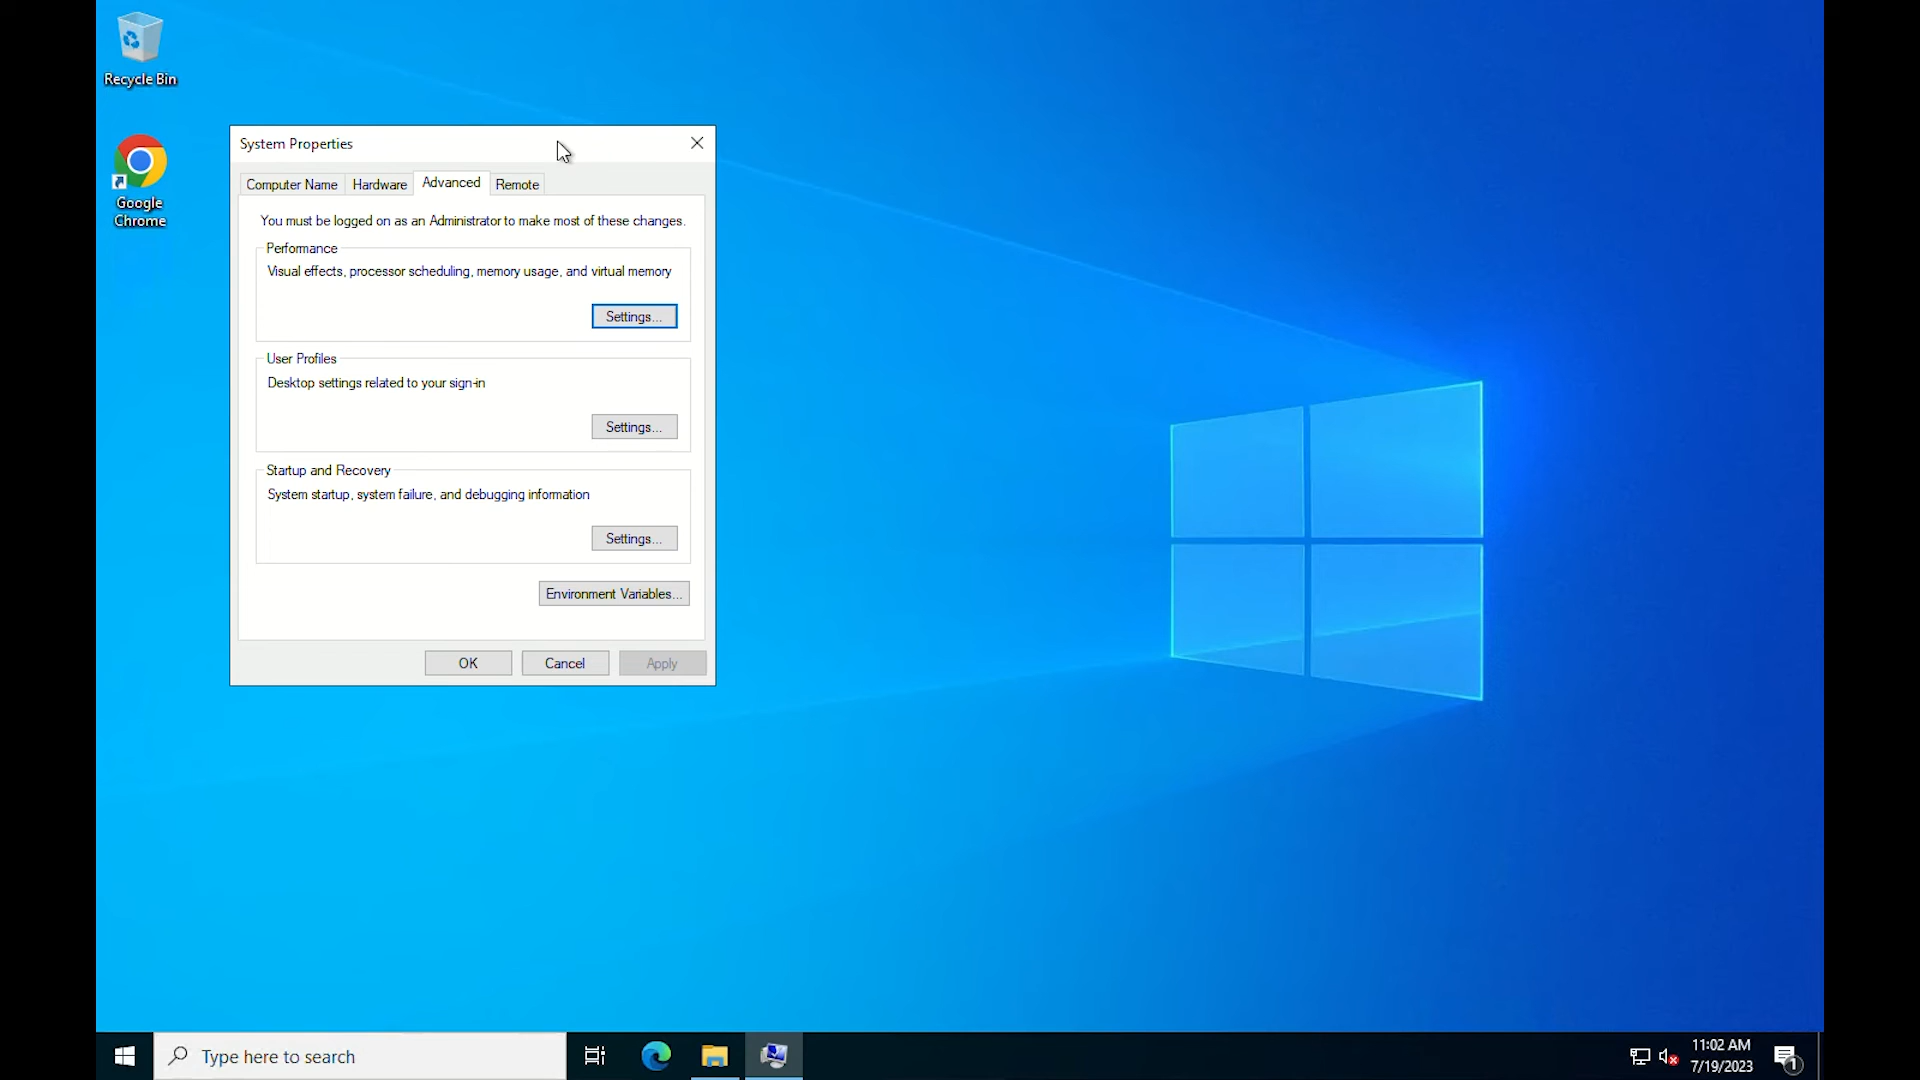 Recycle Bin
Google
Chrome
System Properties
Computer Name
Hardware
Advanced
Remote
You must be logged on as an Administrator to make most of these changes.
Performance
Visual effects, processor scheduling, memory usage, and virtual memory
Settings...
User Profiles
Desktop settings related to your sign-in
Settings...
Startup and Recovery
System startup, system failure, and debugging information
Settings...
Environment Variables...
OK
Cancel
Apply
Type here to search
11:02 AM
7/19/2023
1